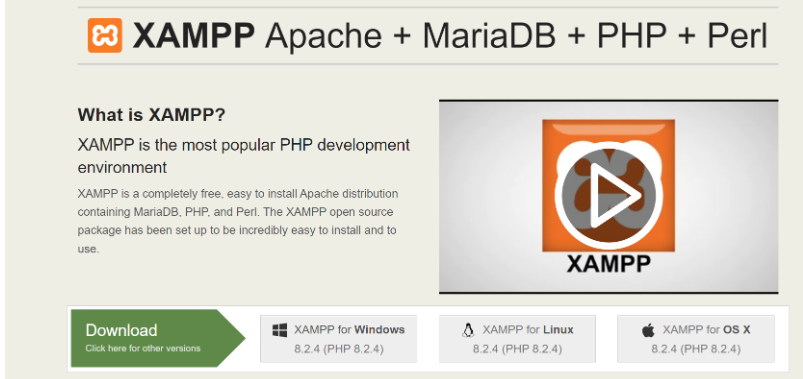 XAMPP Apache + MariaDB + PHP + Perl
What is XAMPP?
XAMPP is the most popular PHP development
environment
XAMPP is a completely free, easy to install Apache distribution
containing MariaDB, PHP, and Perl. The XAMPP open source
package has been set up to be incredibly easy to install and to
use.
XAMPP
Download
Click here for other versions
XAMPP for Windows
8.2.4 (PHP 8.2.4)
XAMPP for Linux
8.2.4 (PHP 8.2.4)
XAMPP for OS X
8.2.4 (PHP 8.2.4)